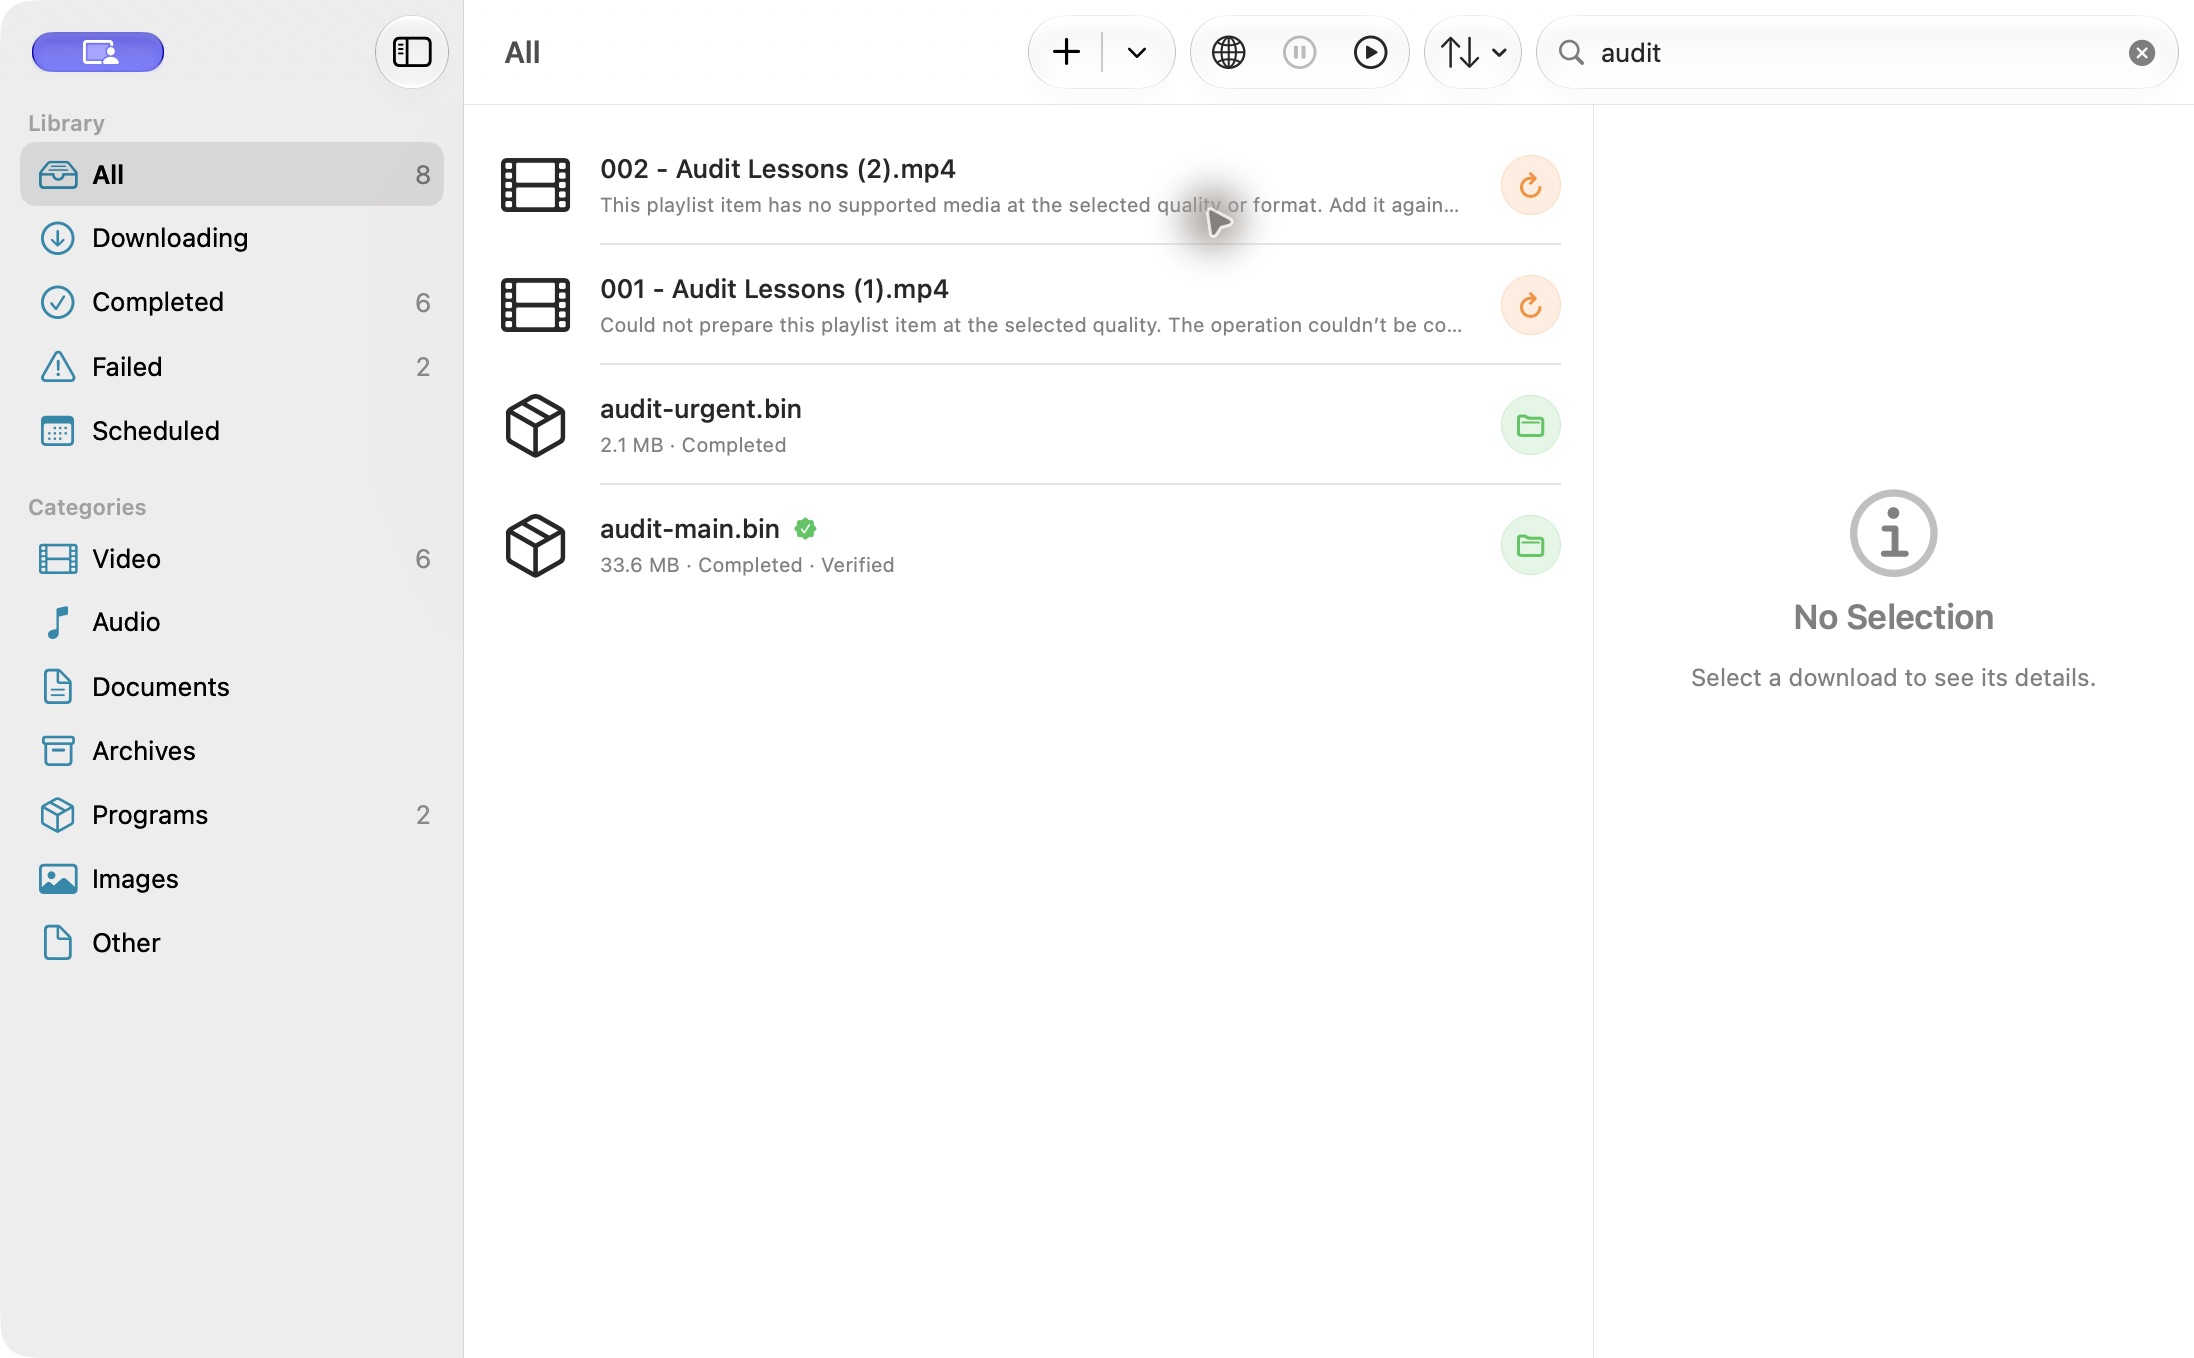 All
audit
Library
All 8
Downloading
Completed 6
Failed 2
Scheduled
Categories
Video 6
Audio
Documents
Archives
Programs 2
Images
Other
002 - Audit Lessons (2).mp4
This playlist item has no supported media at the selected quality or format. Add it again...
001 - Audit Lessons (1).mp4
Could not prepare this playlist item at the selected quality. The operation couldn’t be co...
audit-urgent.bin
2.1 MB · Completed
audit-main.bin
33.6 MB · Completed · Verified
No Selection
Select a download to see its details.